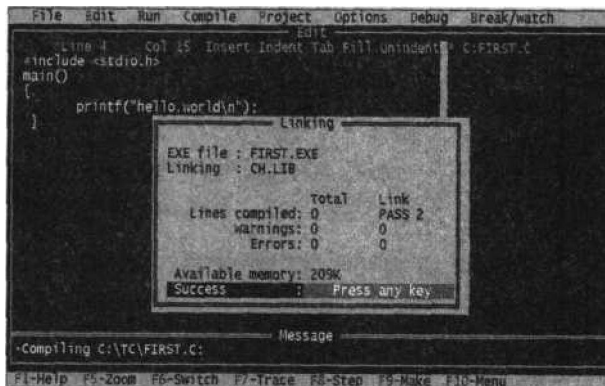 File Edit Run Compile Project Options Debug Break/watch
Edit
Line 4 Col 15 Insert Indent Tab Fill Unindent * C:FIRST.C
#include <stdio.h>
main()
{
printf("hello.world\n");
}
Linking
EXE file : FIRST.EXE
Linking : CH.LIB
Total Link
Lines compiled: 0 PASS 2
Warnings: 0 0
Errors: 0 0
Available memory: 209K
Success : Press any key
Message
•Compiling C:\TC\FIRST.C:
F1-Help F5-Zoom F6-Switch F7-Trace F8-Step F9-Make F10-Menu